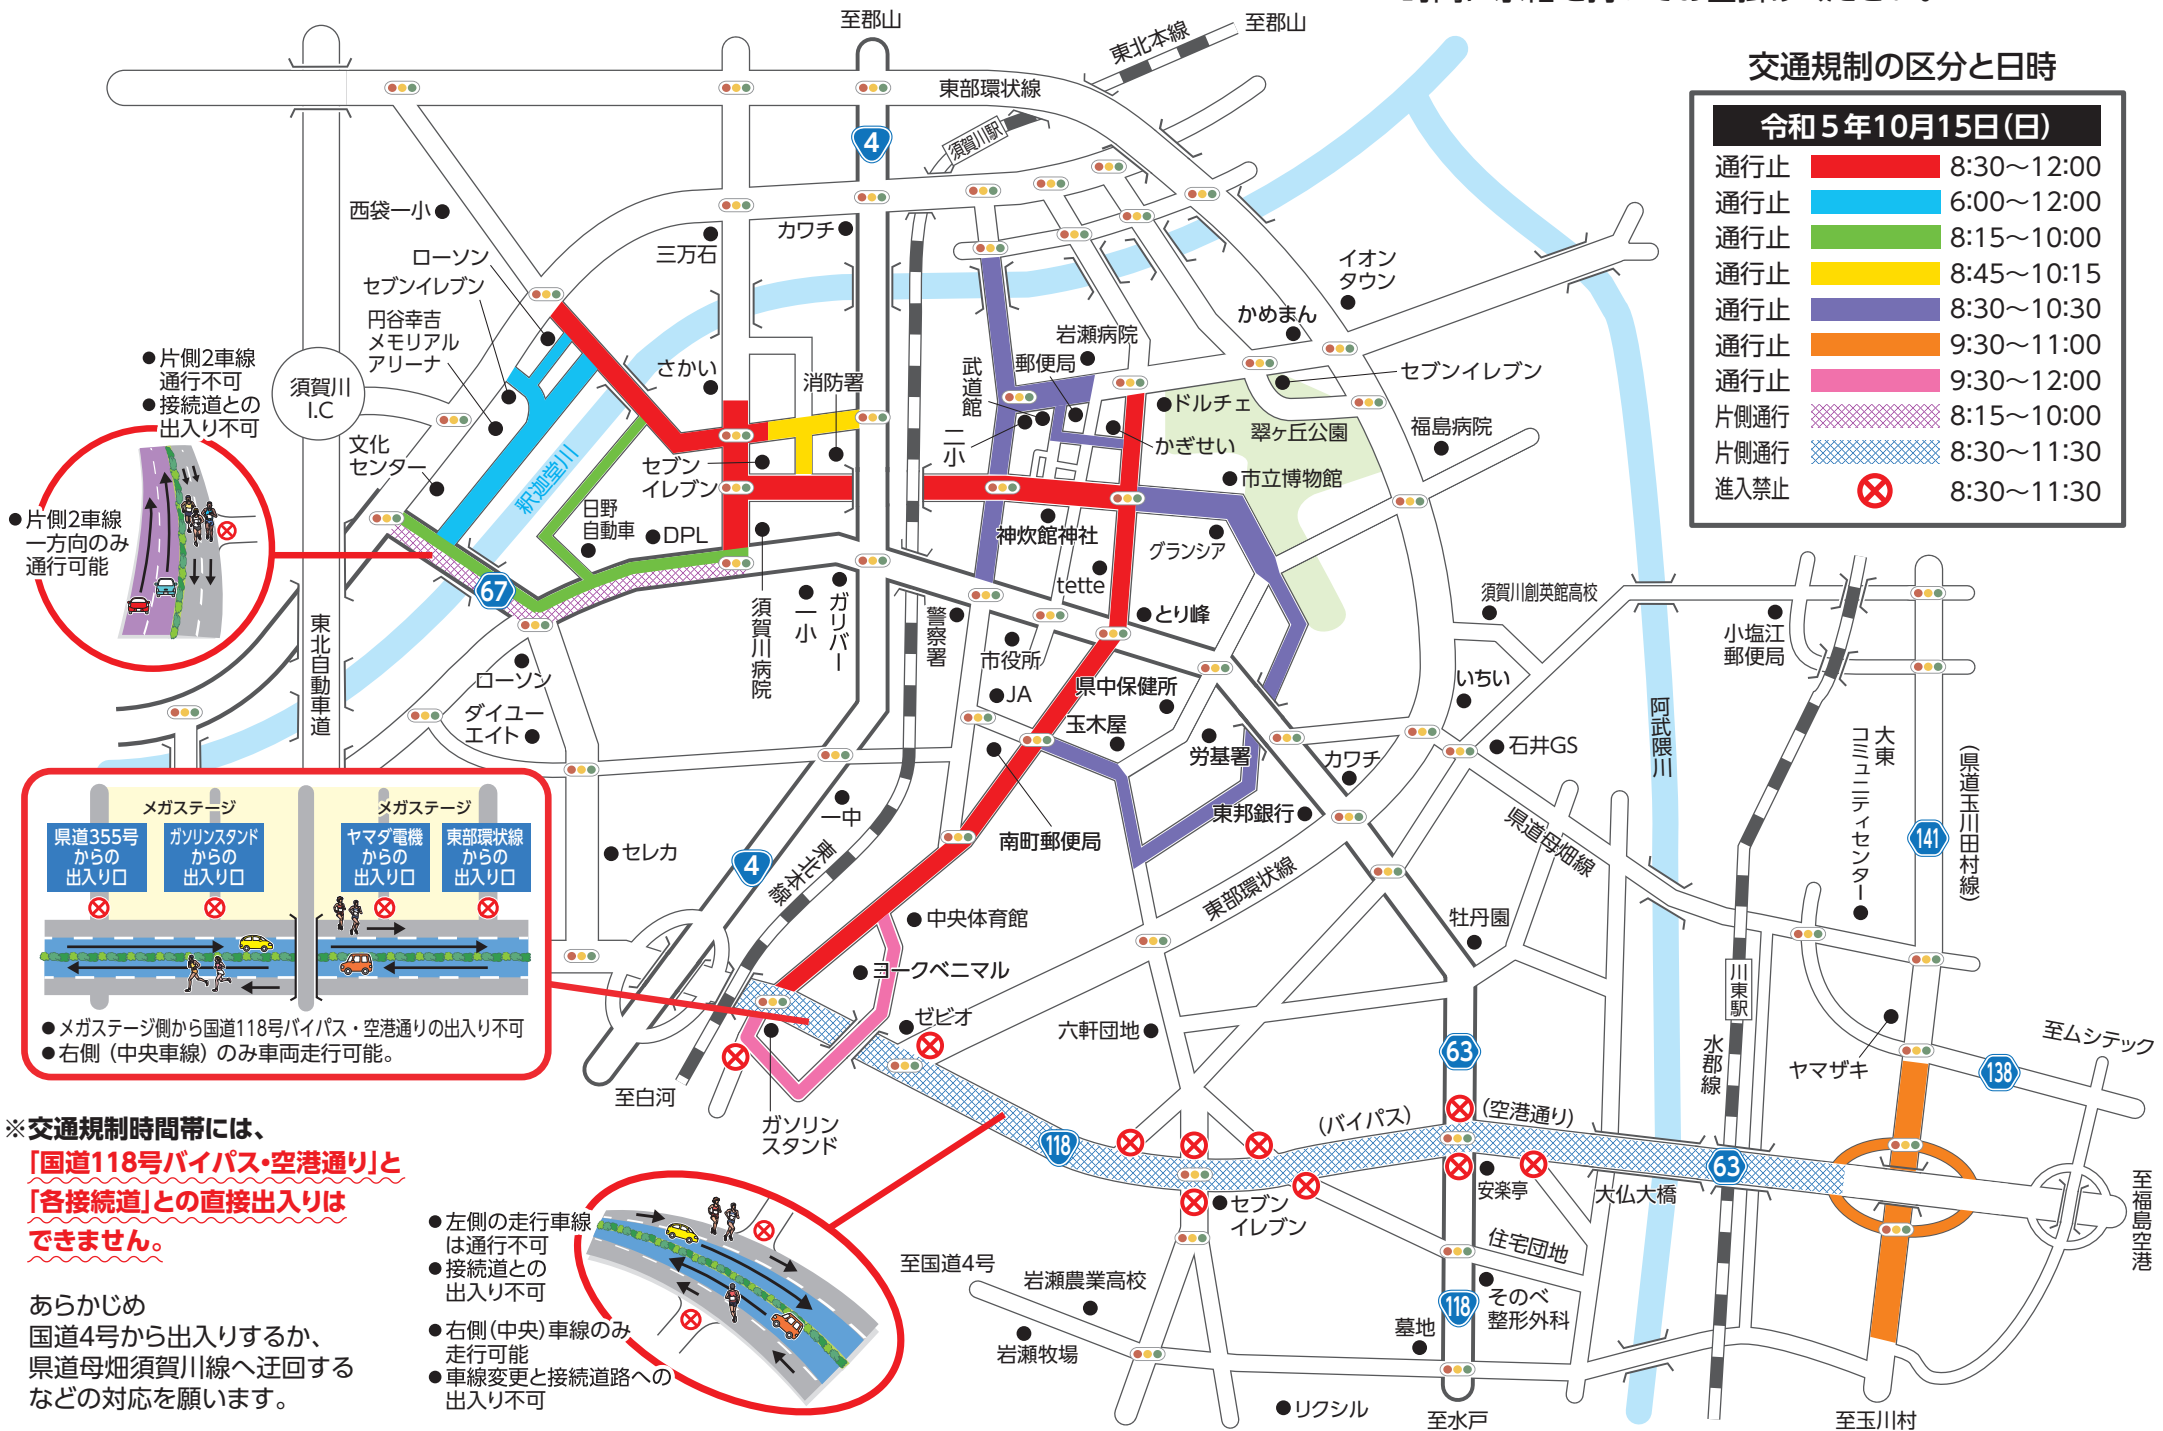 至郡山
至郡山
東北本線
東部環状線
4
須賀川駅
交通規制の区分と日時
令和5年10月15日(日)
通行止 8:30〜12:00
通行止 6:00〜12:00
通行止 8:15〜10:00
通行止 8:45〜10:15
通行止 8:30〜10:30
通行止 9:30〜11:00
通行止 9:30〜12:00
片側通行 8:15〜10:00
片側通行 8:30〜11:30
進入禁止 8:30〜11:30
西袋一小●
ローソン
セブンイレブン
円谷幸吉
メモリアル
アリーナ
三万石
カワチ●
イオン
タウン
かめまん
岩瀬病院
郵便局
武道館
二小
さかい
消防署
セブンイレブン
●ドルチェ
かぎせい
翠ヶ丘公園
福島病院
●市立博物館
須賀川
I.C
●片側2車線
通行不可
●接続道との
出入り不可
●片側2車線
一方向のみ
通行可能
文化
センター
釈迦堂川
セブン
イレブン
日野
自動車
●DPL
神炊館神社
グランシア
tette
●とり峰
67
須賀川病院
一小
ガリバー
警察署
市役所
●JA
県中保健所
玉木屋
労基署
カワチ
東邦銀行●
南町郵便局
須賀川創英館高校
いちい
●石井GS
小塩江
郵便局
阿武隈川
大東
コミュニティセンター●
(県道玉川田村線)
141
県道母畑線
東北自動車道
ローソン
ダイユー
エイト●
●セレカ
一中
4
東北本線
東部環状線
牡丹園
川東駅
水郡線
●中央体育館
●ヨークベニマル
ゼビオ
六軒団地●
63
ヤマザキ
138
至ムシテック
メガステージ
メガステージ
県道355号
からの
出入り口
ガソリンスタンド
からの
出入り口
ヤマダ電機
からの
出入り口
東部環状線
からの
出入り口
●メガステージ側から国道118号バイパス・空港通りの出入り不可
●右側(中央車線)のみ車両走行可能。
至白河
ガソリン
スタンド
118
(バイパス)
(空港通り)
63
安楽亭
大仏大橋
●セブン
イレブン
住宅団地
至福島空港
※交通規制時間帯には、
「国道118号バイパス・空港通り」と
「各接続道」との直接出入りは
できません。
あらかじめ
国道4号から出入りするか、
県道母畑須賀川線へ迂回する
などの対応を願います。
●左側の走行車線
は通行不可
●接続道との
出入り不可
●右側(中央)車線のみ
走行可能
●車線変更と接続道路への
出入り不可
至国道4号
岩瀬農業高校
岩瀬牧場
118
そのべ
整形外科
墓地
●リクシル
至水戸
至玉川村